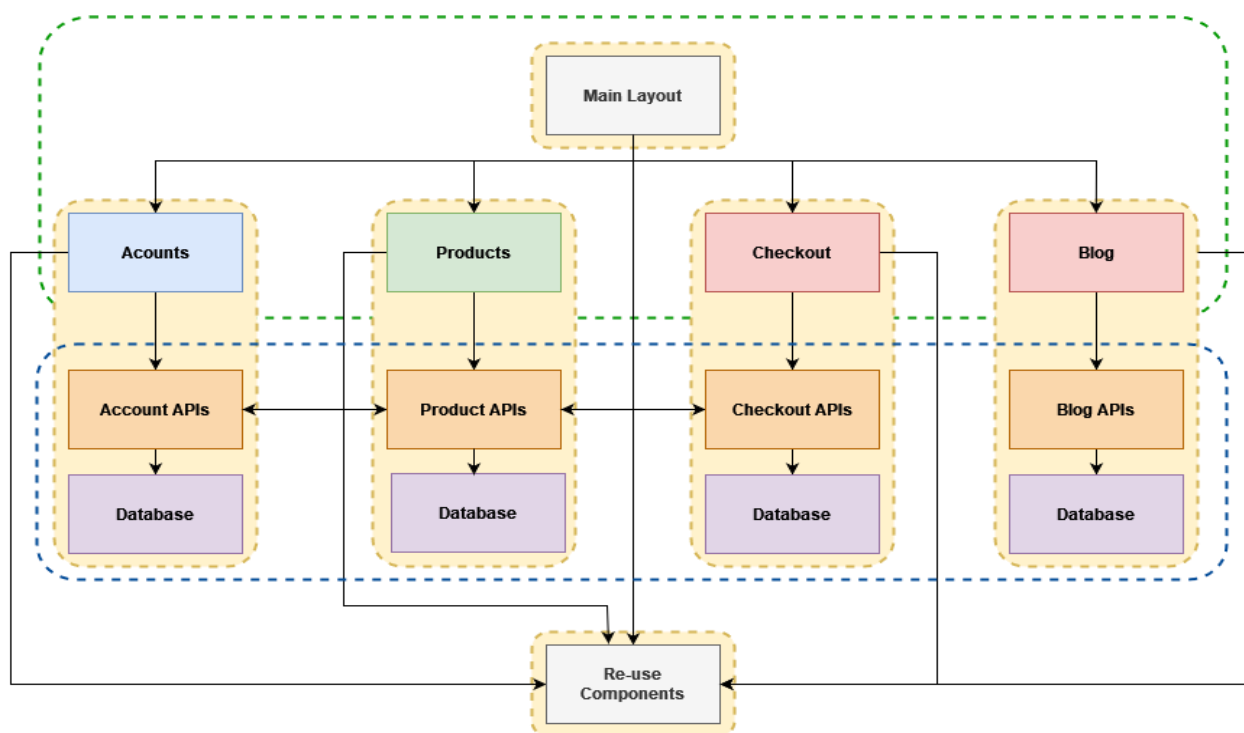 Main Layout
Acounts
Products
Checkout
Blog
Account APIs
Product APIs
Checkout APIs
Blog APIs
Database
Database
Database
Database
Re-use
Components